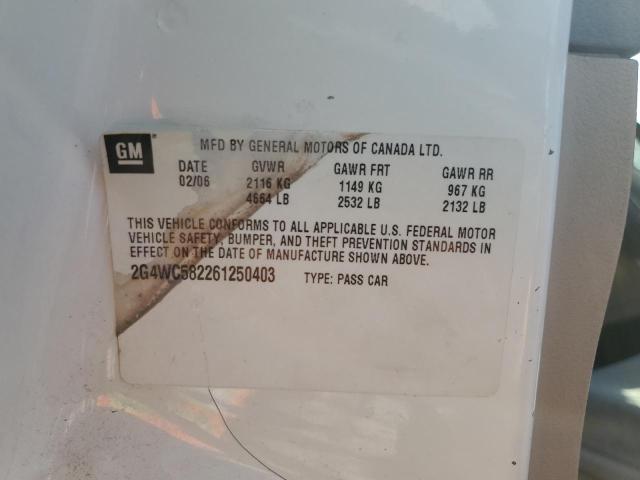 GM MFD BY GENERAL MOTORS OF CANADA LTD.
DATE GVWR GAWR FRT GAWR RR
02/06 2116 KG 1149 KG 967 KG
4664 LB 2532 LB 2132 LB
THIS VEHICLE CONFORMS TO ALL APPLICABLE U.S. FEDERAL MOTOR
VEHICLE SAFETY, BUMPER, AND THEFT PREVENTION STANDARDS IN
EFFECT ON THE DATE OF MANUFACTURE SHOWN ABOVE.
2G4WC582261250403 TYPE: PASS CAR